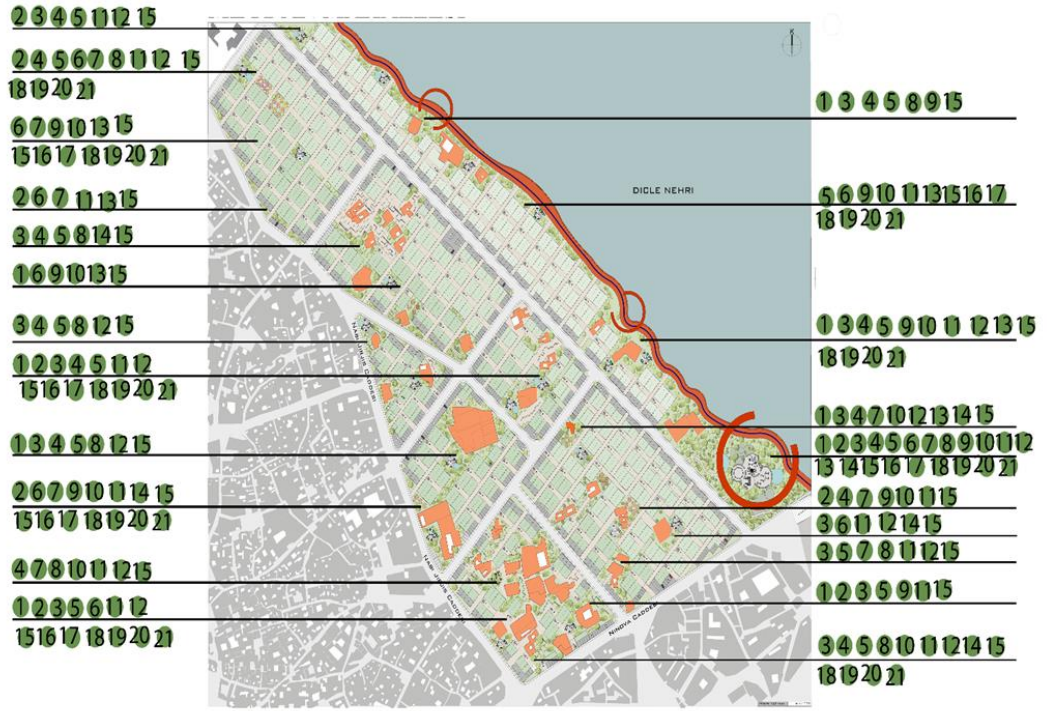 2 3 4 5 11 12 15
2 4 5 6 7 8 11 12 15
18 19 20 21
6 7 9 10 13 15
15 16 17 18 19 20 21
2 6 7 11 13 15
3 4 5 8 14 15
1 6 9 10 13 15
3 4 5 8 12 15
1 2 3 4 5 11 12
15 16 17 18 19 20 21
1 3 4 5 8 12 15
2 6 7 9 10 11 14 15
15 16 17 18 19 20 21
4 7 8 10 11 12 15
1 2 3 5 6 11 12
15 16 17 18 19 20 21
DICLE NEHRI
NINOVA CADDESI
1 3 4 5 8 9 15
5 6 9 10 11 13 15 16 17
18 19 20 21
1 3 4 5 9 10 11 12 13 15
18 19 20 21
1 3 4 7 10 12 13 14 15
1 2 3 4 5 6 7 8 9 10 11 12
13 14 15 16 17 18 19 20 21
2 4 7 9 10 11 15
3 6 11 12 14 15
3 5 7 8 11 12 15
1 2 3 5 9 11 15
3 4 5 8 10 11 12 14 15
18 19 20 21